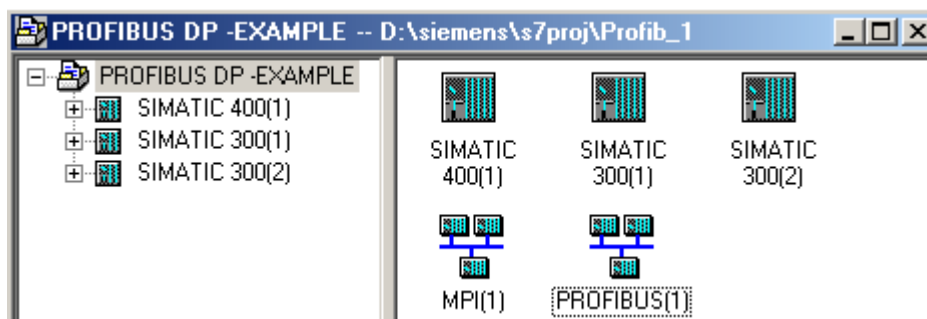 PROFIBUS DP -EXAMPLE -- D:\siemens\s7proj\Profib_1
PROFIBUS DP -EXAMPLE
SIMATIC 400(1)
SIMATIC 300(1)
SIMATIC 300(2)
SIMATIC
400(1)
SIMATIC
300(1)
SIMATIC
300(2)
MPI(1)
PROFIBUS(1)